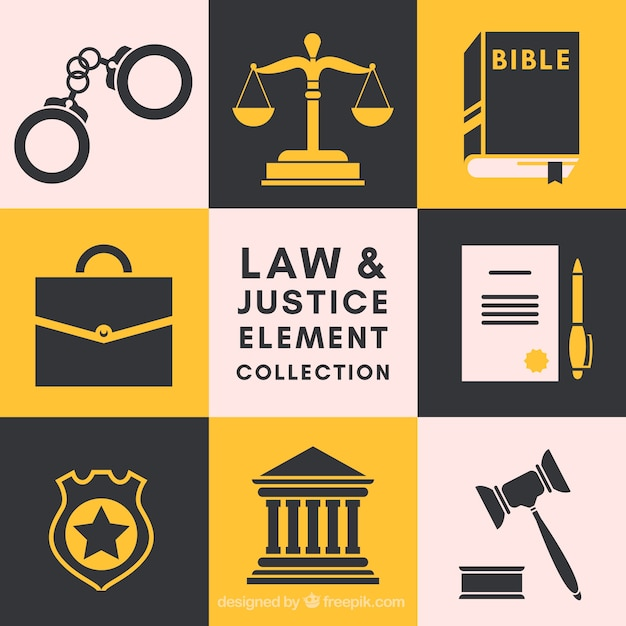 BIBLE
LAW &
JUSTICE
ELEMENT
COLLECTION
designed by freepik.com